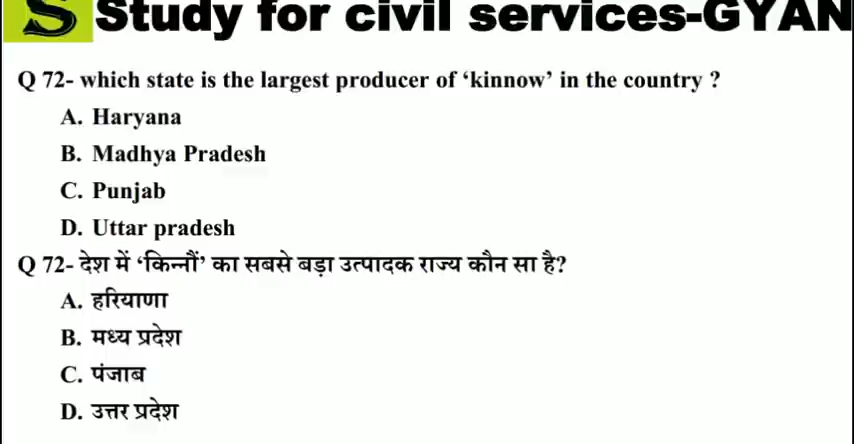 S Study for civil services-GYAN
Q 72- which state is the largest producer of ‘kinnow’ in the country ?
A. Haryana
B. Madhya Pradesh
C. Punjab
D. Uttar pradesh
Q 72- देश में ‘किन्नौं’ का सबसे बड़ा उत्पादक राज्य कौन सा है?
A. हरियाणा
B. मध्य प्रदेश
C. पंजाब
D. उत्तर प्रदेश